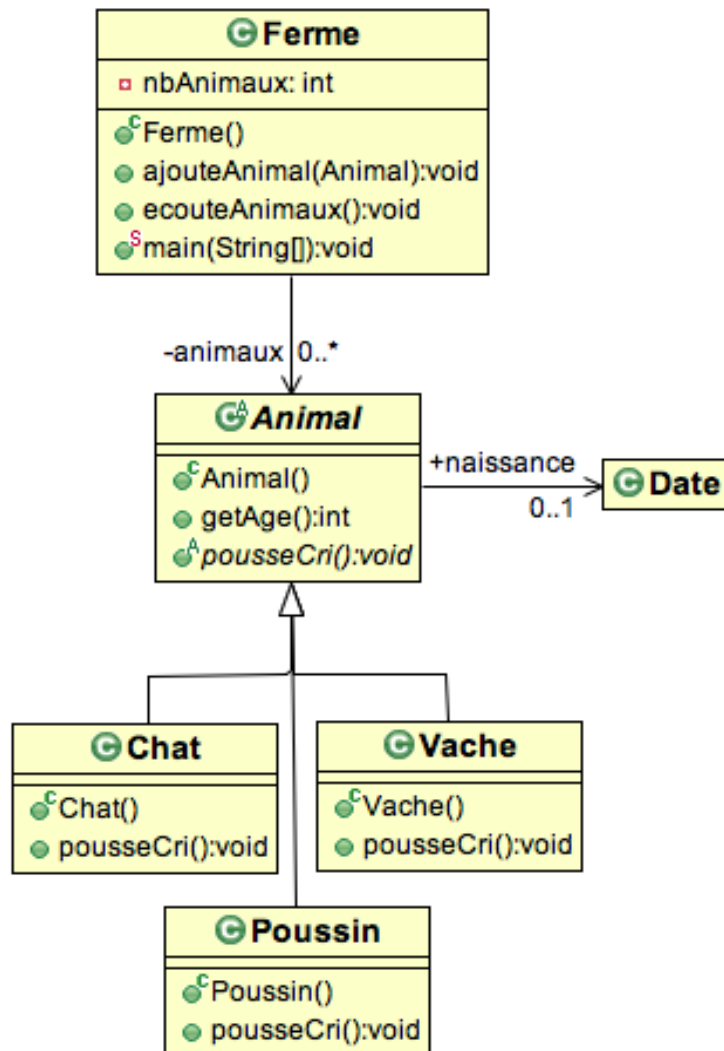 Ferme
nbAnimaux: int
Ferme()
ajouteAnimal(Animal):void
ecouteAnimaux():void
main(String[]):void
-animaux 0..*
Animal
Animal()
getAge():int
pousseCri():void
+naissance
0..1
Date
Chat
Chat()
pousseCri():void
Vache
Vache()
pousseCri():void
Poussin
Poussin()
pousseCri():void